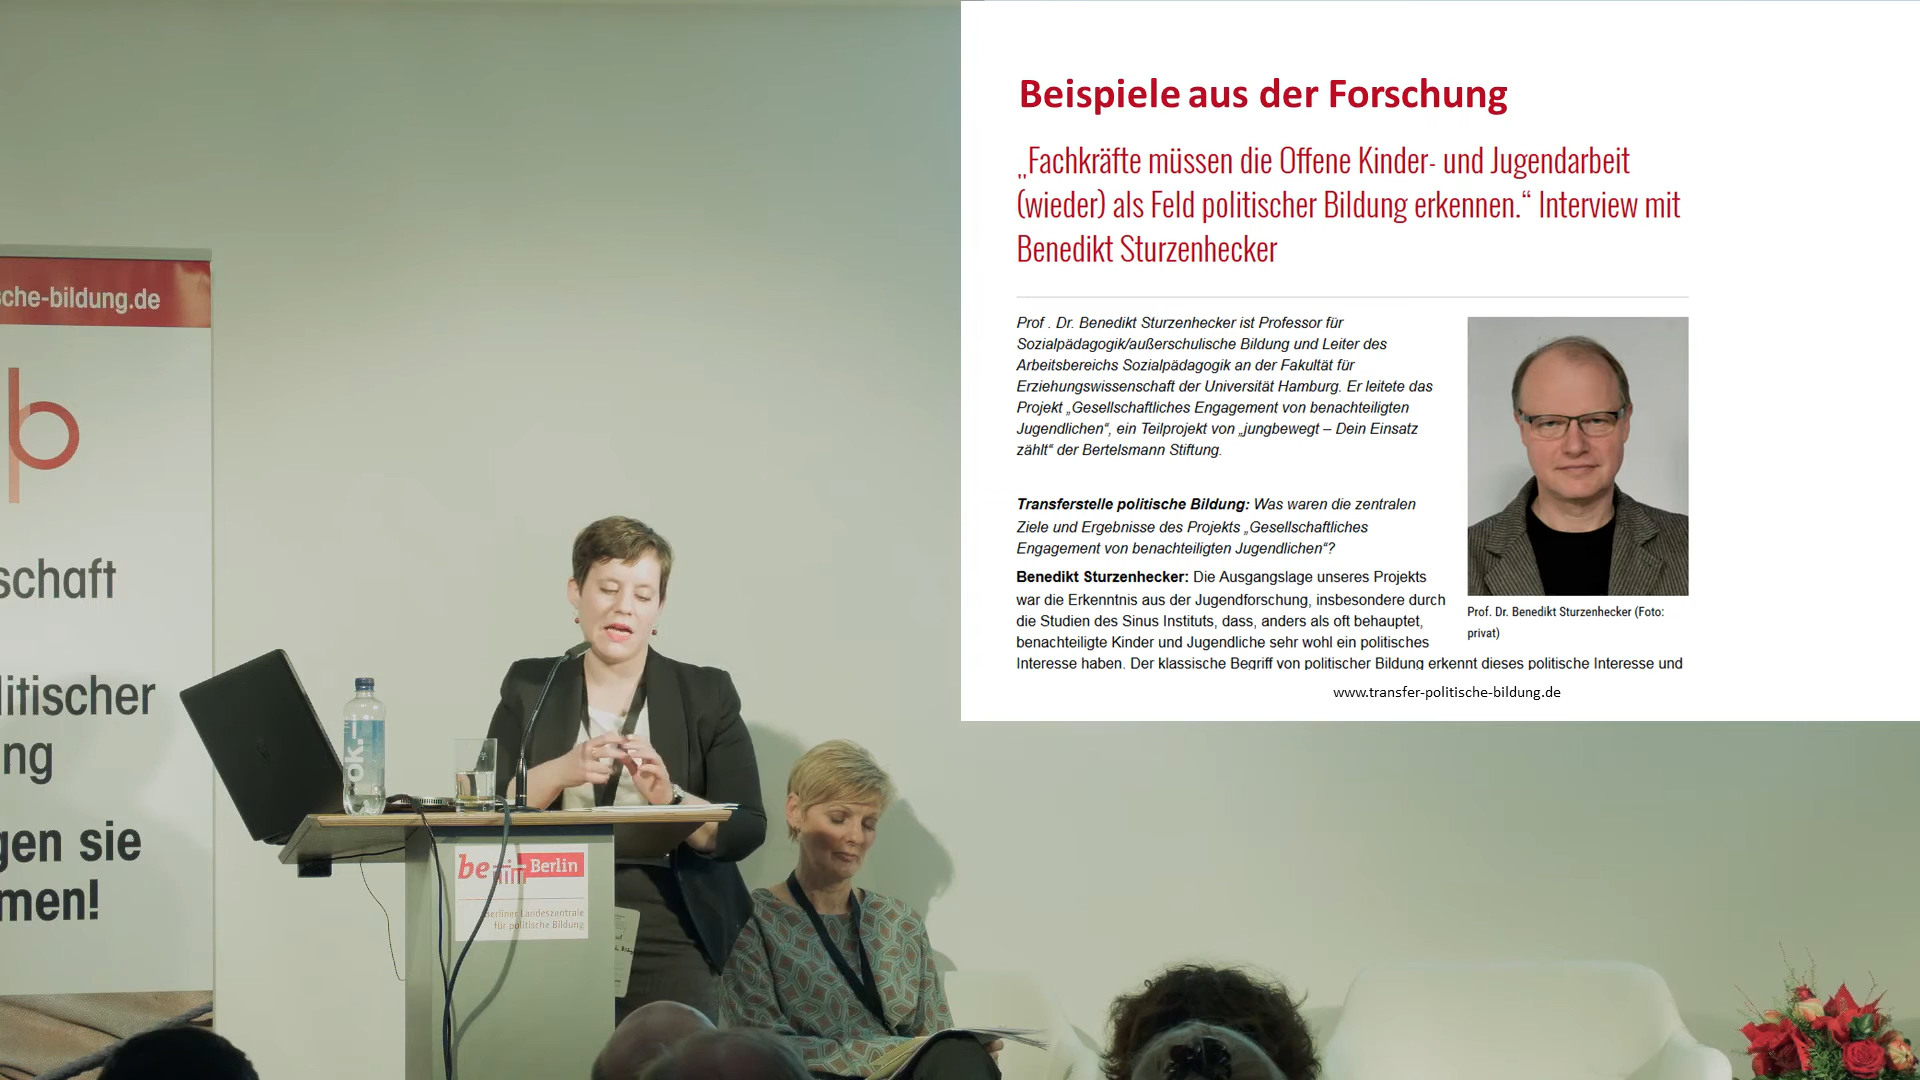 Beispiele aus der Forschung
„Fachkräfte müssen die Offene Kinder- und Jugendarbeit
(wieder) als Feld politischer Bildung erkennen.“ Interview mit
Benedikt Sturzenhecker
Prof . Dr. Benedikt Sturzenhecker ist Professor für
Sozialpädagogik/außerschulische Bildung und Leiter des
Arbeitsbereichs Sozialpädagogik an der Fakultät für
Erziehungswissenschaft der Universität Hamburg. Er leitete das
Projekt „Gesellschaftliches Engagement von benachteiligten
Jugendlichen“, ein Teilprojekt von „jungbewegt – Dein Einsatz
zählt“ der Bertelsmann Stiftung.
Transferstelle politische Bildung: Was waren die zentralen
Ziele und Ergebnisse des Projekts „Gesellschaftliches
Engagement von benachteiligten Jugendlichen“?
Benedikt Sturzenhecker: Die Ausgangslage unseres Projekts
war die Erkenntnis aus der Jugendforschung, insbesondere durch
die Studien des Sinus Instituts, dass, anders als oft behauptet,
benachteiligte Kinder und Jugendliche sehr wohl ein politisches
Interesse haben. Der klassische Begriff von politischer Bildung erkennt dieses politische Interesse und
Prof. Dr. Benedikt Sturzenhecker (Foto:
privat)
www.transfer-politische-bildung.de
sche-bildung.de
schaft
litischer
ng
gen sie
men!
ok.–
be Berlin
Berliner Landeszentrale
für politische Bildung